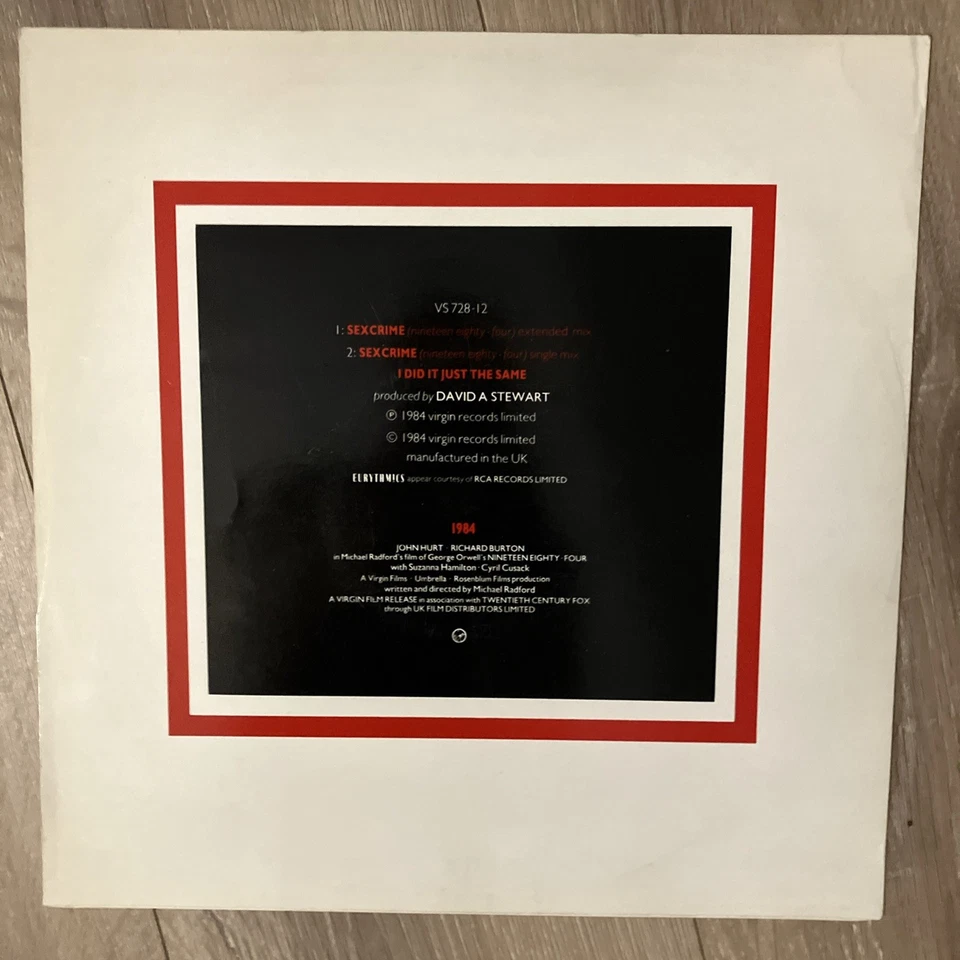 VS 728-12
1: SEXCRIME (nineteen eighty·four) extended mix
2: SEXCRIME (nineteen eighty·four) single mix
I DID IT JUST THE SAME
produced by DAVID A STEWART
℗ 1984 virgin records limited
© 1984 virgin records limited
manufactured in the UK
EURYTHMICS appear courtesy of RCA RECORDS LIMITED
1984
JOHN HURT · RICHARD BURTON
in Michael Radford's film of George Orwell's NINETEEN EIGHTY·FOUR
with Suzanna Hamilton · Cyril Cusack
A Virgin Films · Umbrella · Rosenblum Films production
written and directed by Michael Radford
A VIRGIN FILM RELEASE in association with TWENTIETH CENTURY FOX
through UK FILM DISTRIBUTORS LIMITED